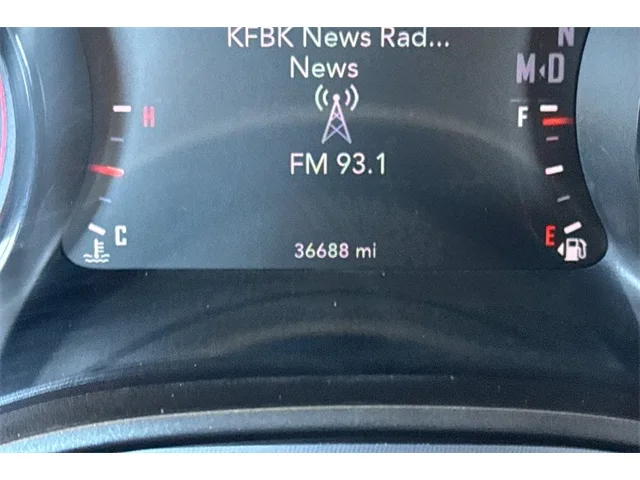 KFBK News Rad...
News
N
M◂D
H
F
FM 93.1
C
E
36688 mi